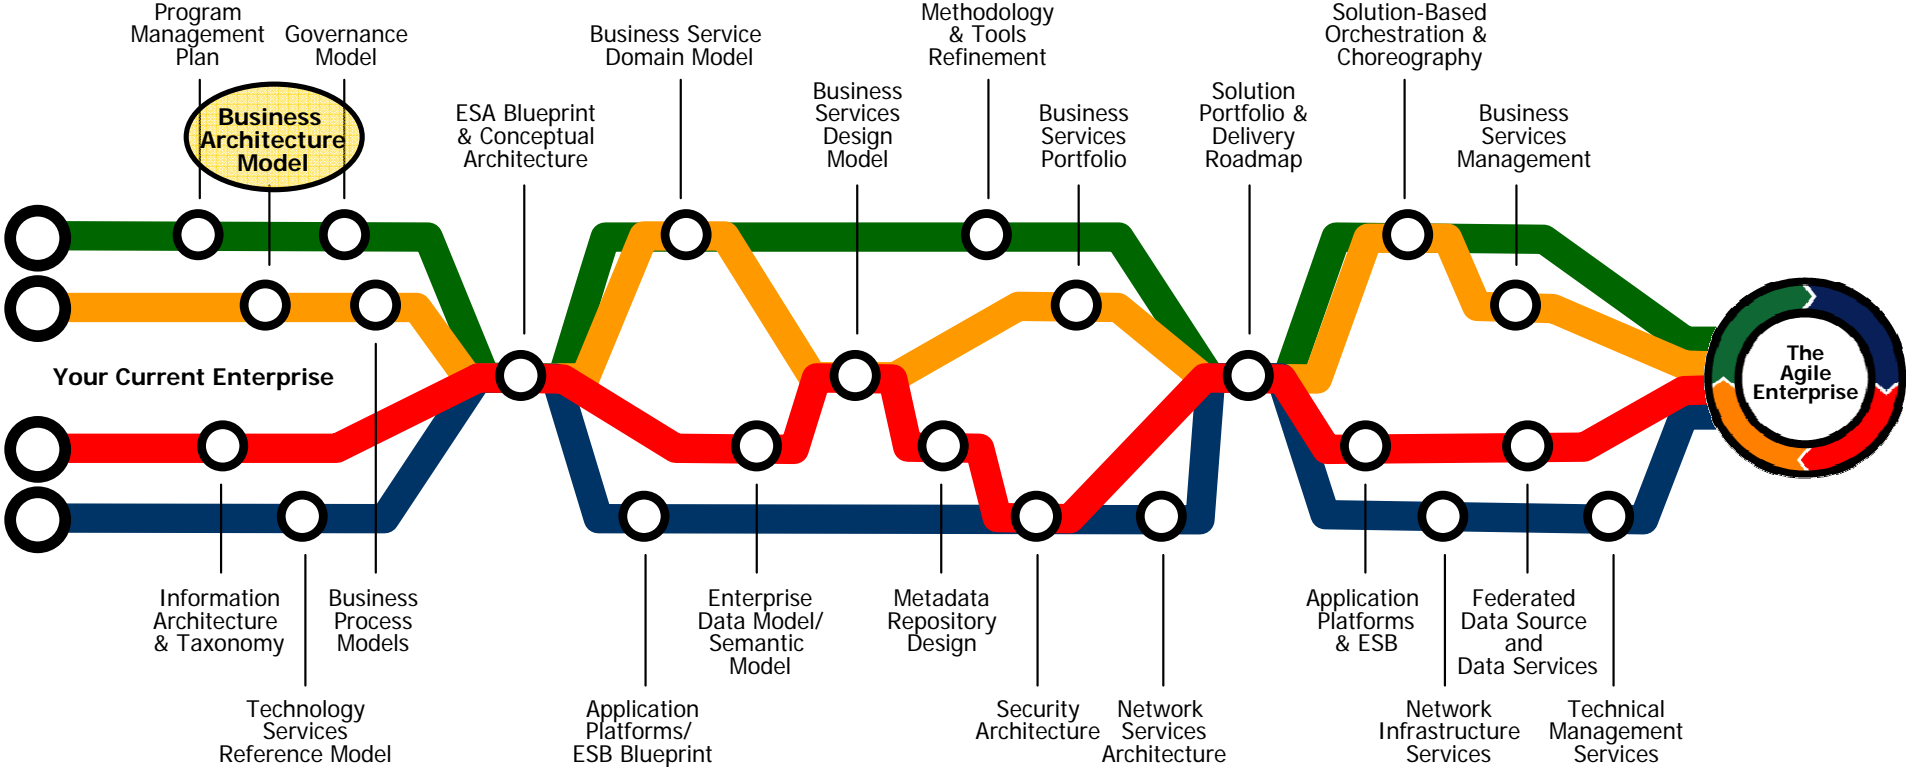 Program
Management
Plan
Governance
Model
Business
Architecture
Model
ESA Blueprint
& Conceptual
Architecture
Business Service
Domain Model
Business
Services
Design
Model
Methodology
& Tools
Refinement
Business
Services
Portfolio
Solution
Portfolio &
Delivery
Roadmap
Solution-Based
Orchestration &
Choreography
Business
Services
Management
Your Current Enterprise
The
Agile
Enterprise
Information
Architecture
& Taxonomy
Technology
Services
Reference Model
Business
Process
Models
Application
Platforms/
ESB Blueprint
Enterprise
Data Model/
Semantic
Model
Metadata
Repository
Design
Security
Architecture
Network
Services
Architecture
Application
Platforms
& ESB
Network
Infrastructure
Services
Federated
Data Source
and
Data Services
Technical
Management
Services